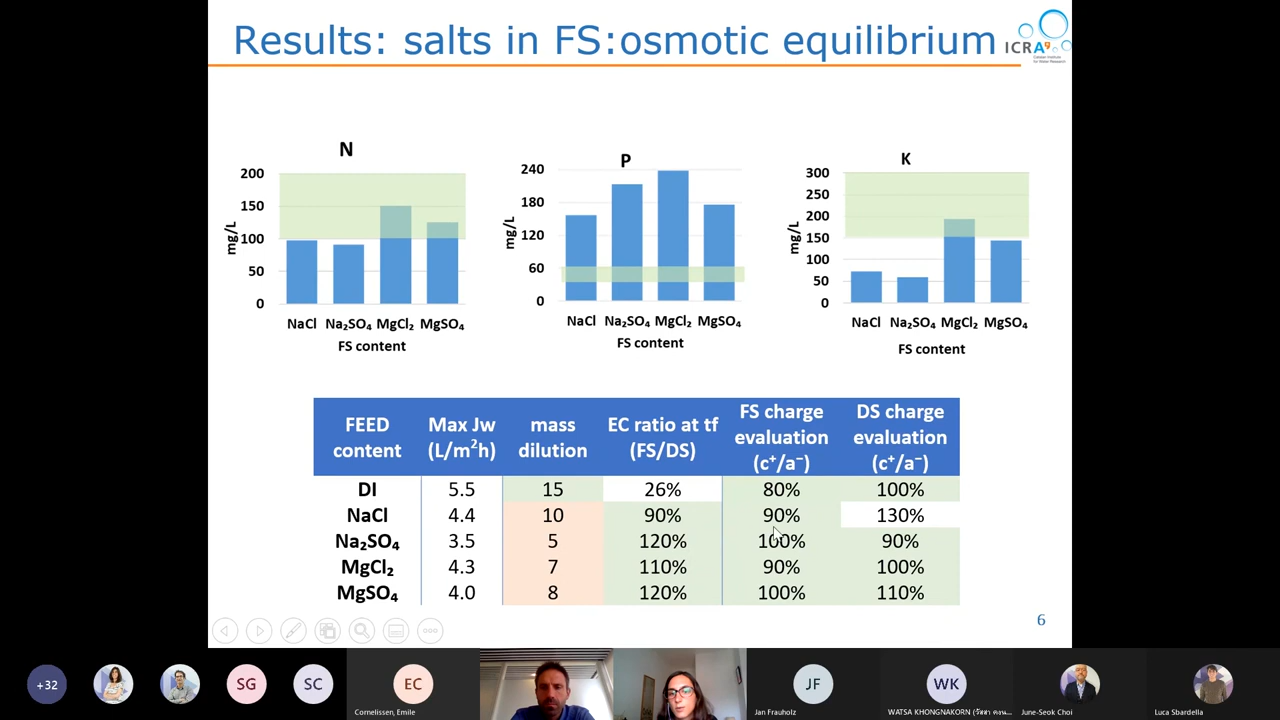 Results: salts in FS:osmotic equilibrium
ICRA9
N
200
150
100
50
0
mg/L
NaCl Na₂SO₄ MgCl₂ MgSO₄
FS content
P
240
180
120
60
0
mg/L
NaCl Na₂SO₄ MgCl₂ MgSO₄
FS content
K
300
250
200
150
100
50
0
mg/L
NaCl Na₂SO₄ MgCl₂ MgSO₄
FS content
FEED content Max Jw (L/m²h) mass dilution EC ratio at tf (FS/DS) FS charge evaluation (c⁺/a⁻) DS charge evaluation (c⁺/a⁻)
DI 5.5 15 26% 80% 100%
NaCl 4.4 10 90% 90% 130%
Na₂SO₄ 3.5 5 120% 100% 90%
MgCl₂ 4.3 7 110% 90% 100%
MgSO₄ 4.0 8 120% 100% 110%
6
+32
SG
SC
EC
Cornelissen, Emile
JF
Jan Frauholz
WK
WATSA KHONGNAKORN
June-Seok Choi
Luca Sbardella